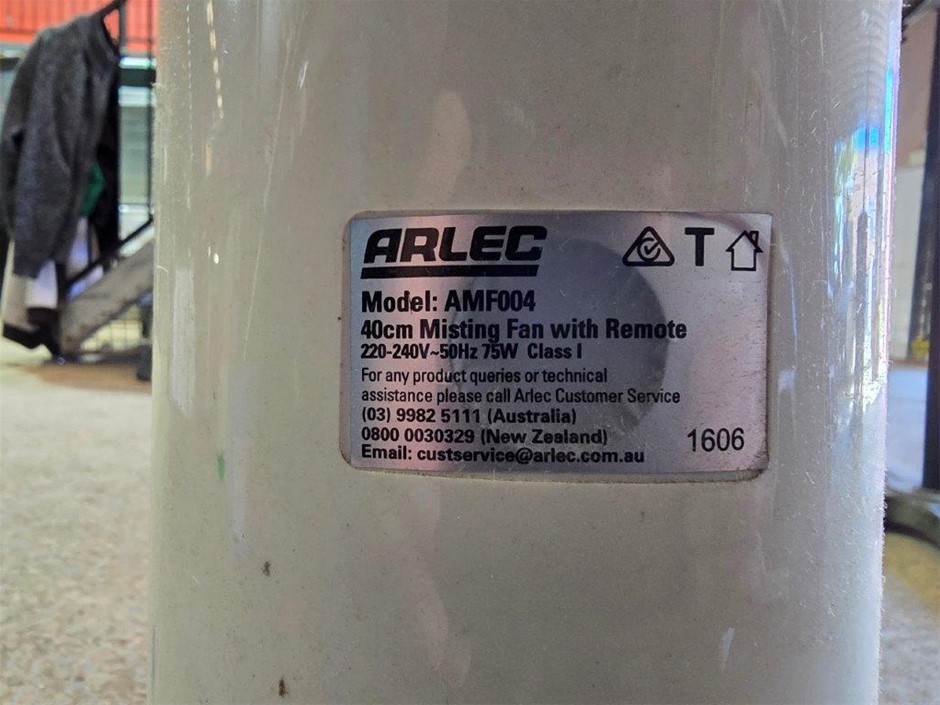 ARLEC
T
Model: AMF004
40cm Misting Fan with Remote
220-240V~50Hz 75W Class I
For any product queries or technical
assistance please call Arlec Customer Service
(03) 9982 5111 (Australia)
0800 0030329 (New Zealand)
Email: custservice@arlec.com.au
1606